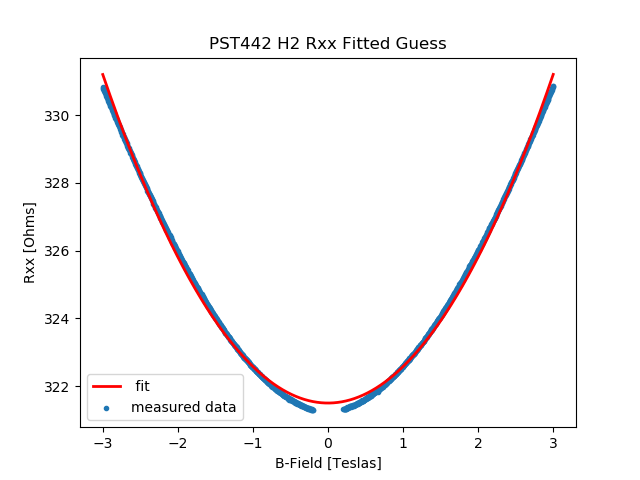 PST442 H2 Rxx Fitted Guess
Rxx [Ohms]
330
328
326
324
322
fit
measured data
−3
−2
−1
0
1
2
3
B-Field [Teslas]